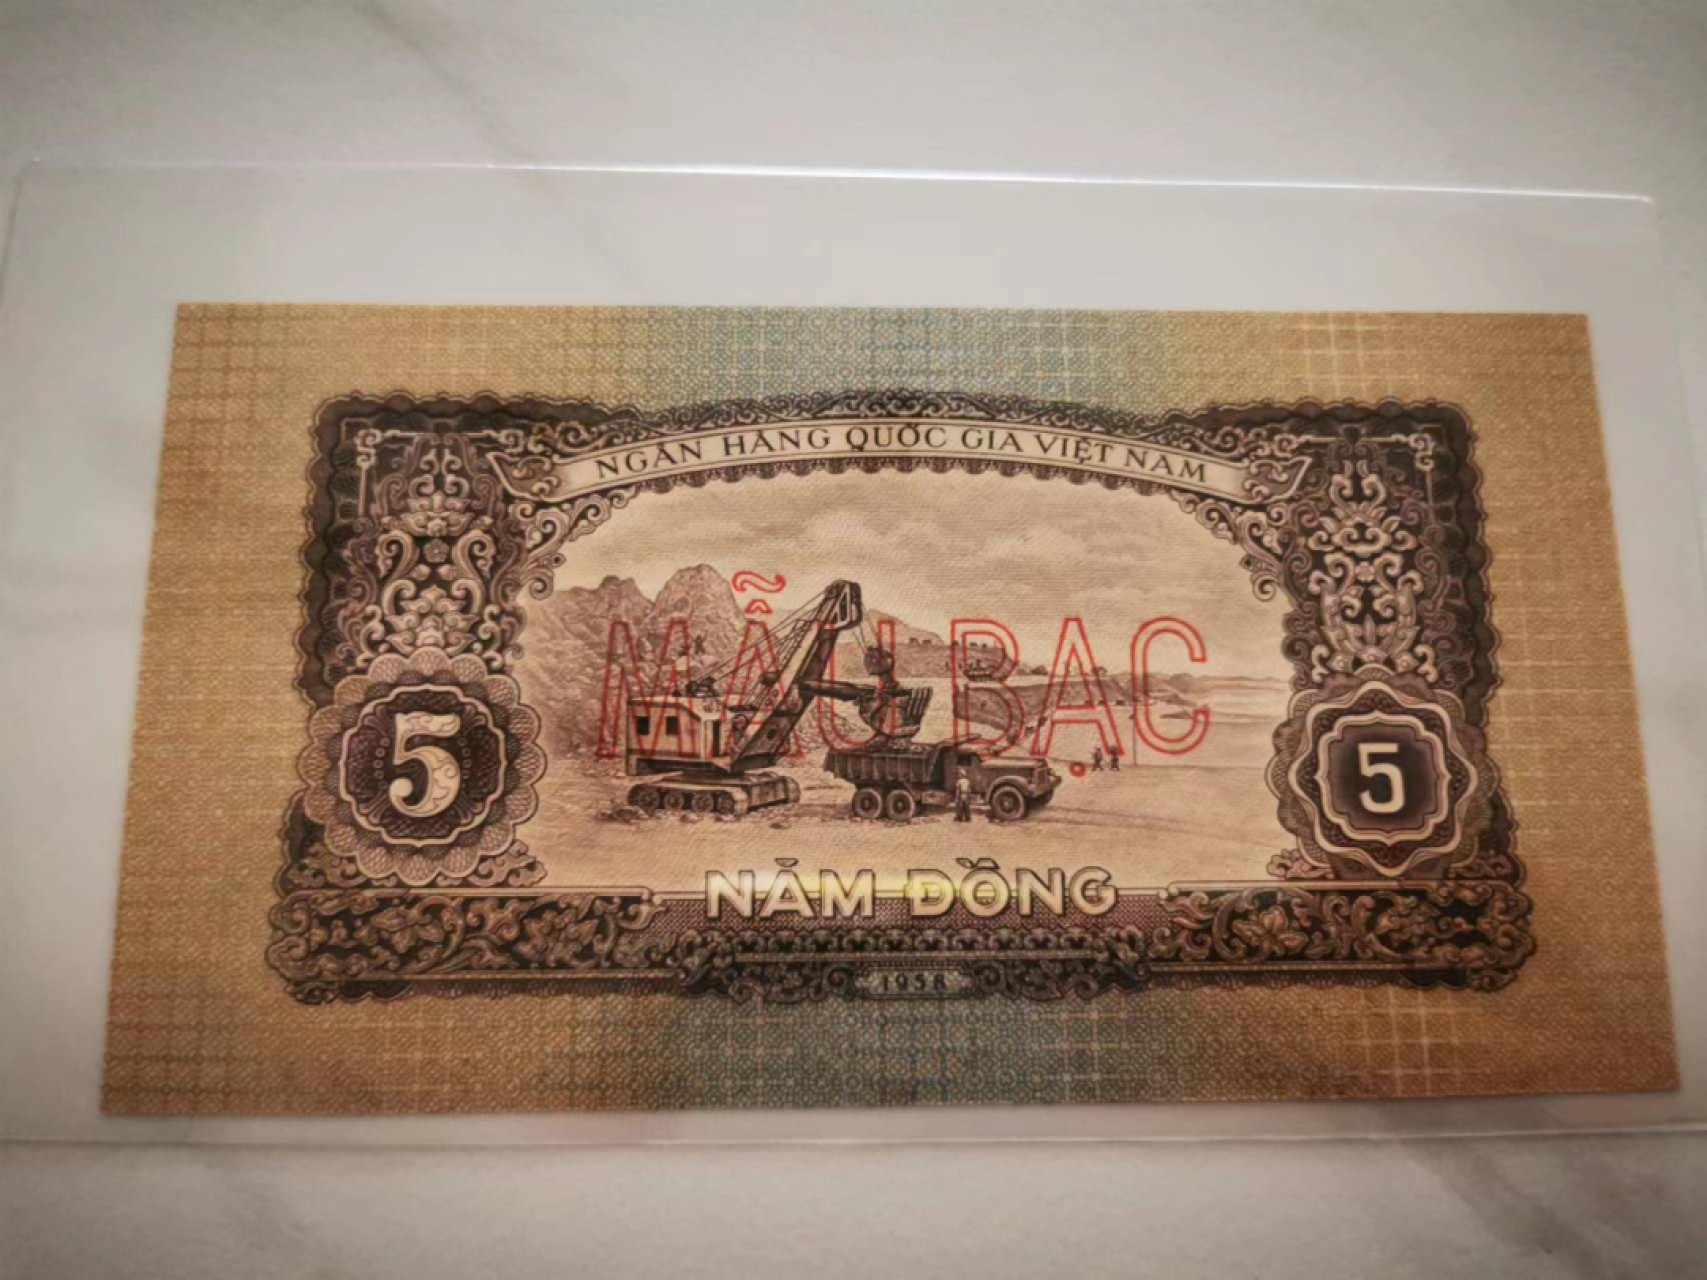 NGÂN HÀNG QUỐC GIA VIỆT NAM
MẪU BẠC
5
5
NĂM ĐỒNG
1958